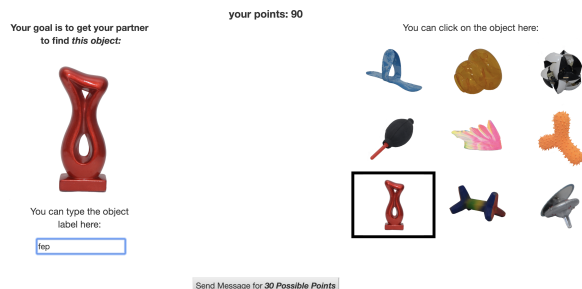 your points: 90
Your goal is to get your partner
to find this object:
You can click on the object here:
You can type the object
label here:
fep
Send Message for 30 Possible Points